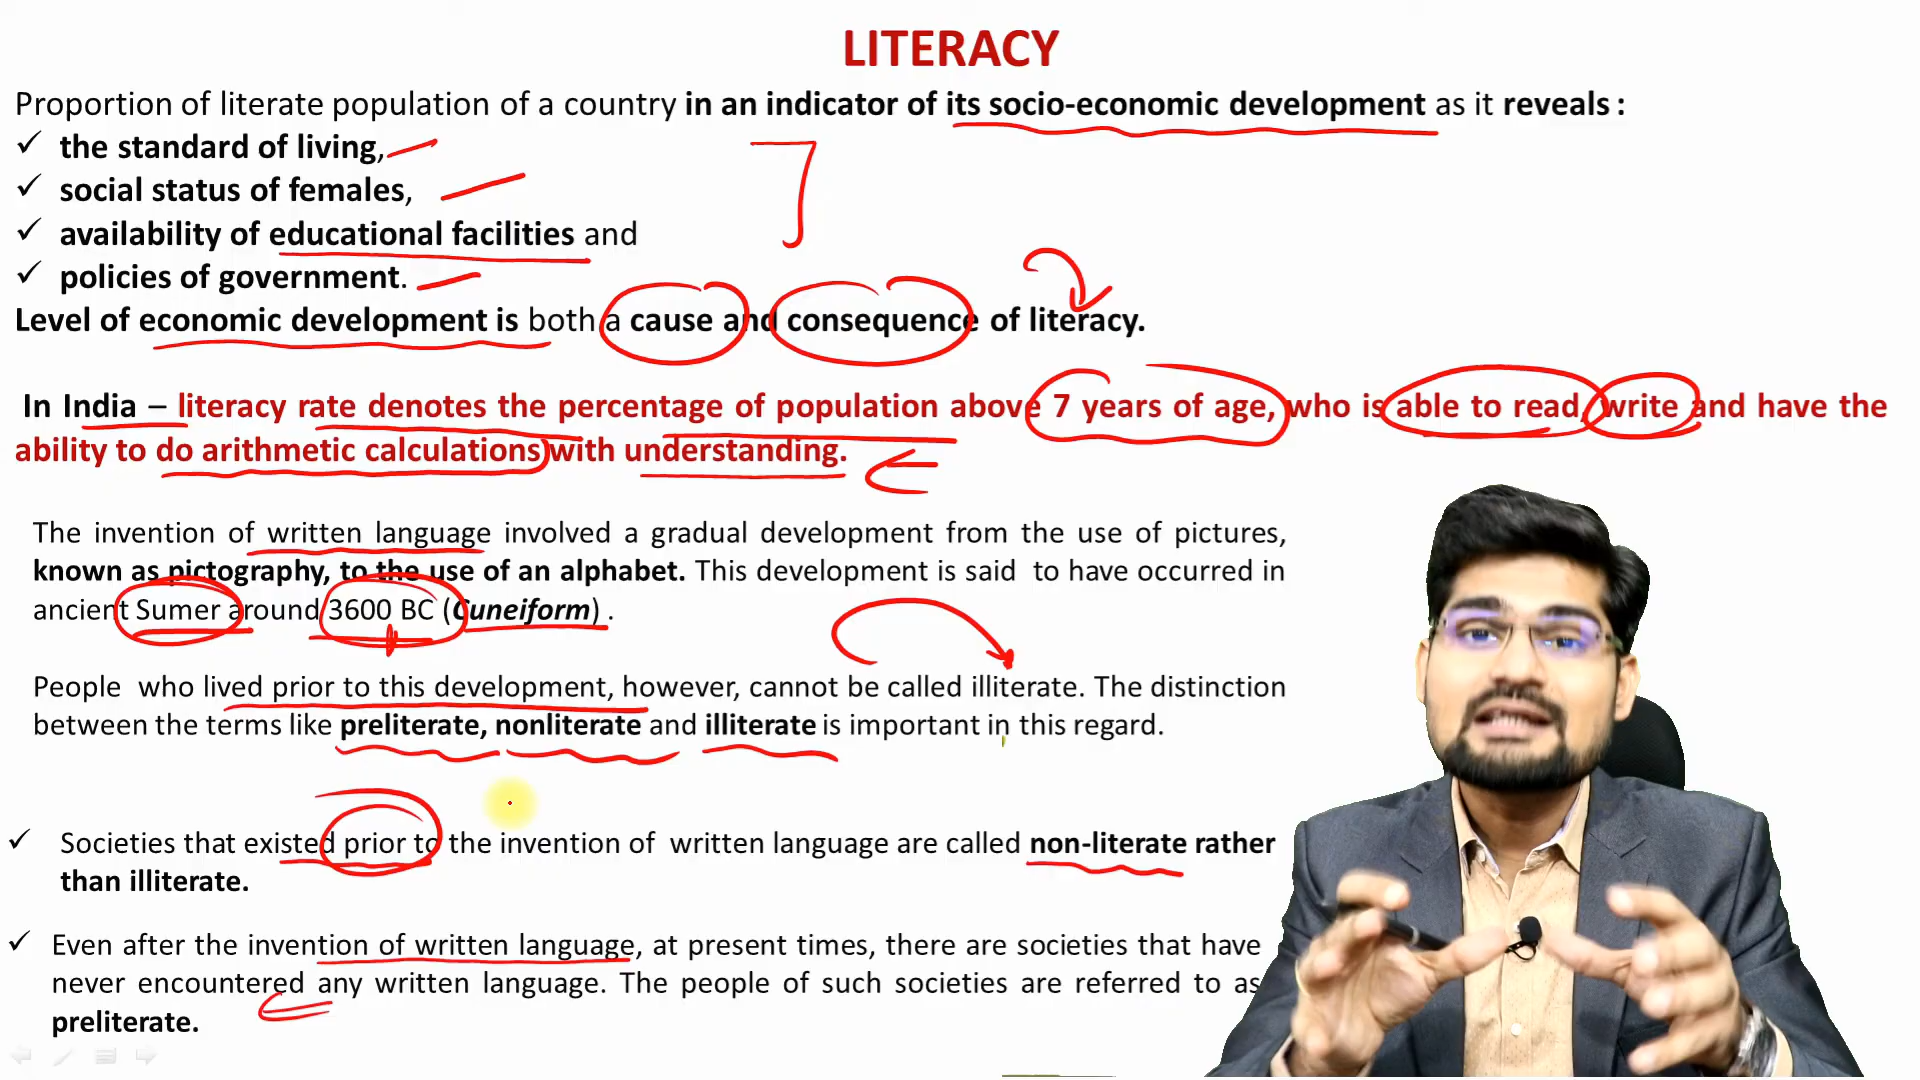 LITERACY
Proportion of literate population of a country in an indicator of its socio-economic development as it reveals :
✓ the standard of living,
✓ social status of females,
✓ availability of educational facilities and
✓ policies of government.
Level of economic development is both a cause and consequence of literacy.
In India – literacy rate denotes the percentage of population above 7 years of age, who is able to read, write and have the
ability to do arithmetic calculations with understanding.
The invention of written language involved a gradual development from the use of pictures,
known as pictography, to the use of an alphabet. This development is said to have occurred in
ancient Sumer around 3600 BC (Cuneiform) .
People who lived prior to this development, however, cannot be called illiterate. The distinction
between the terms like preliterate, nonliterate and illiterate is important in this regard.
✓ Societies that existed prior to the invention of written language are called non-literate rather
than illiterate.
✓ Even after the invention of written language, at present times, there are societies that have
never encountered any written language. The people of such societies are referred to as
preliterate.